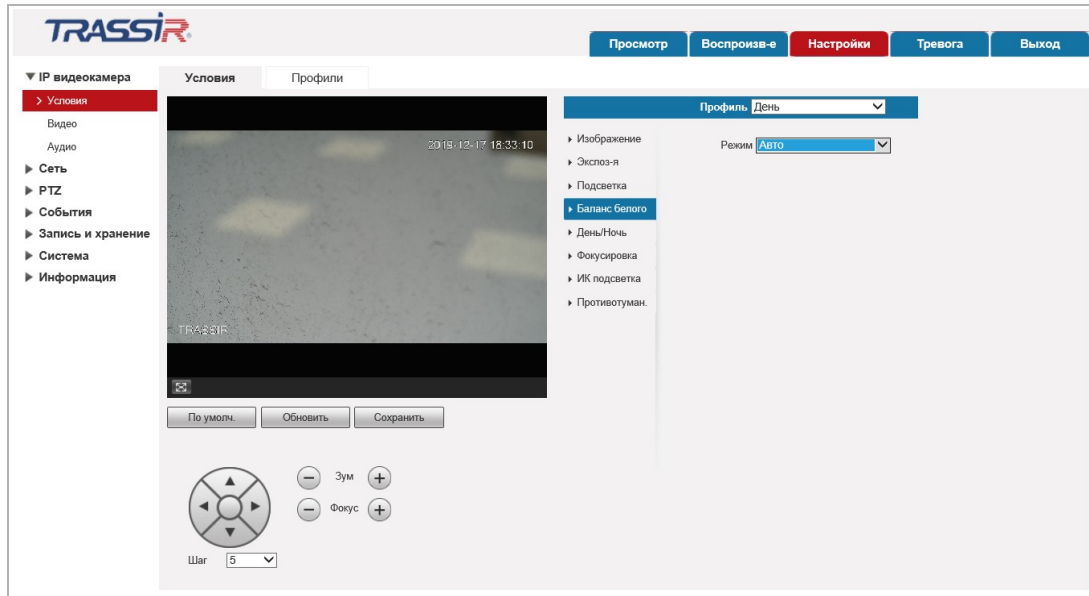 TRASSIR
Просмотр
Воспроизв-е
Настройки
Тревога
Выход
IP видеокамера
Условия
Видео
Аудио
Сеть
PTZ
События
Запись и хранение
Система
Информация
Условия
Профили
2019-12-17 18:33:10
TRASSIR
По умолч.
Обновить
Сохранить
Зум
Фокус
Шаг 5
Профиль День
Изображение
Экспоз-я
Подсветка
Баланс белого
День/Ночь
Фокусировка
ИК подсветка
Противотуман.
Режим Авто